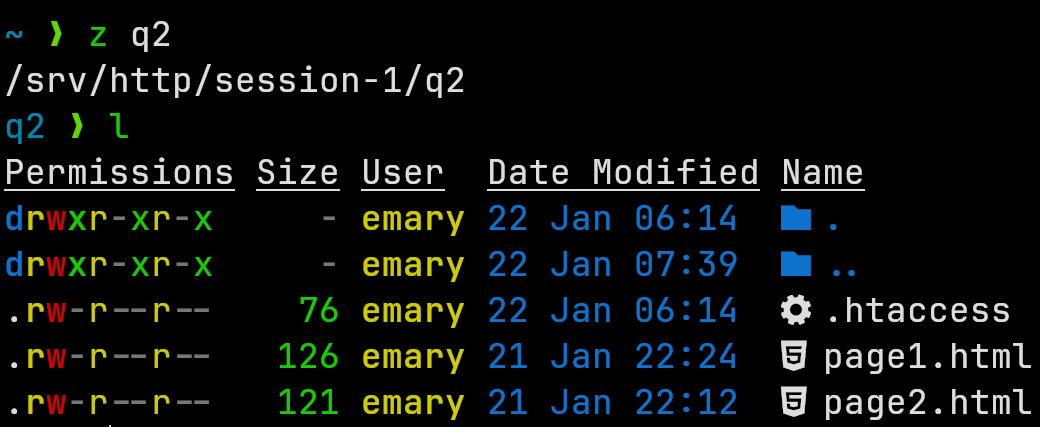 ~ ❱ z q2
/srv/http/session-1/q2
q2 ❱ l
Permissions Size User Date Modified Name
drwxr-xr-x - emary 22 Jan 06:14 .
drwxr-xr-x - emary 22 Jan 07:39 ..
.rw-r--r-- 76 emary 22 Jan 06:14 .htaccess
.rw-r--r-- 126 emary 21 Jan 22:24 page1.html
.rw-r--r-- 121 emary 21 Jan 22:12 page2.html